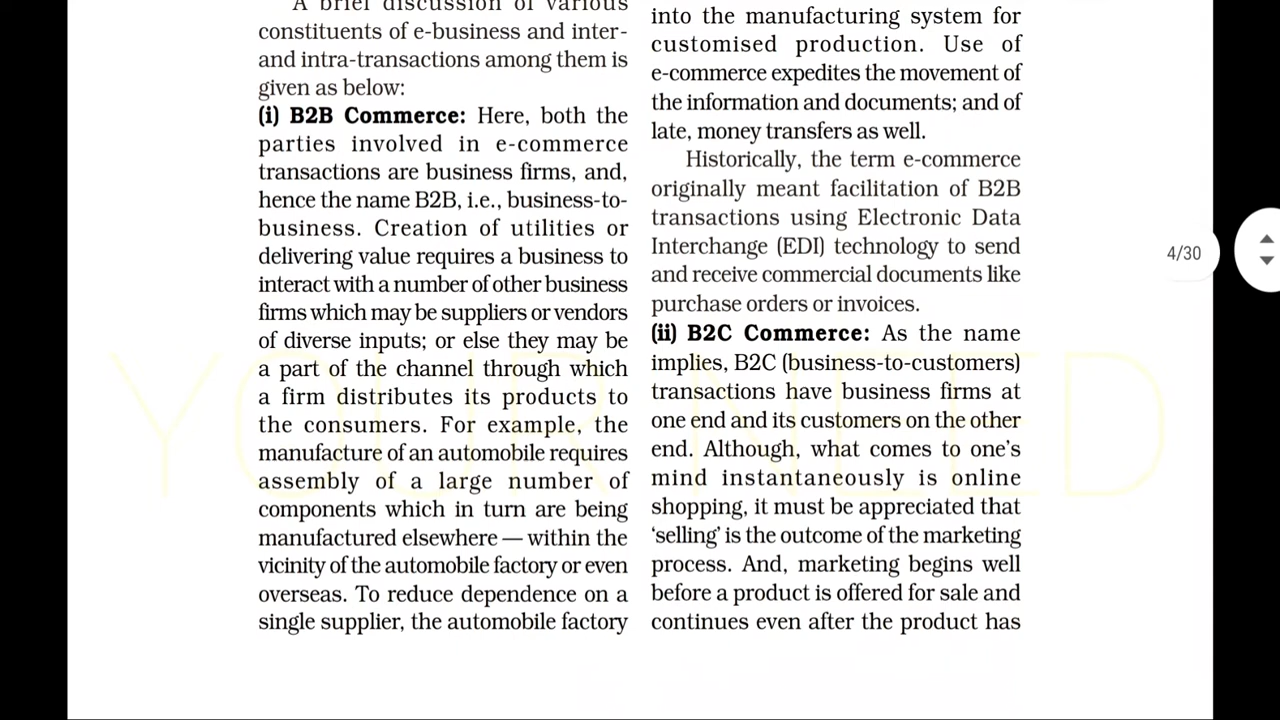 A brief discussion of various
constituents of e-business and inter-
and intra-transactions among them is
given as below:
(i) B2B Commerce: Here, both the
parties involved in e-commerce
transactions are business firms, and,
hence the name B2B, i.e., business-to-
business. Creation of utilities or
delivering value requires a business to
interact with a number of other business
firms which may be suppliers or vendors
of diverse inputs; or else they may be
a part of the channel through which
a firm distributes its products to
the consumers. For example, the
manufacture of an automobile requires
assembly of a large number of
components which in turn are being
manufactured elsewhere — within the
vicinity of the automobile factory or even
overseas. To reduce dependence on a
single supplier, the automobile factory
into the manufacturing system for
customised production. Use of
e-commerce expedites the movement of
the information and documents; and of
late, money transfers as well.
Historically, the term e-commerce
originally meant facilitation of B2B
transactions using Electronic Data
Interchange (EDI) technology to send
and receive commercial documents like
purchase orders or invoices.
(ii) B2C Commerce: As the name
implies, B2C (business-to-customers)
transactions have business firms at
one end and its customers on the other
end. Although, what comes to one's
mind instantaneously is online
shopping, it must be appreciated that
‘selling’ is the outcome of the marketing
process. And, marketing begins well
before a product is offered for sale and
continues even after the product has
4/30
YOUR NEED